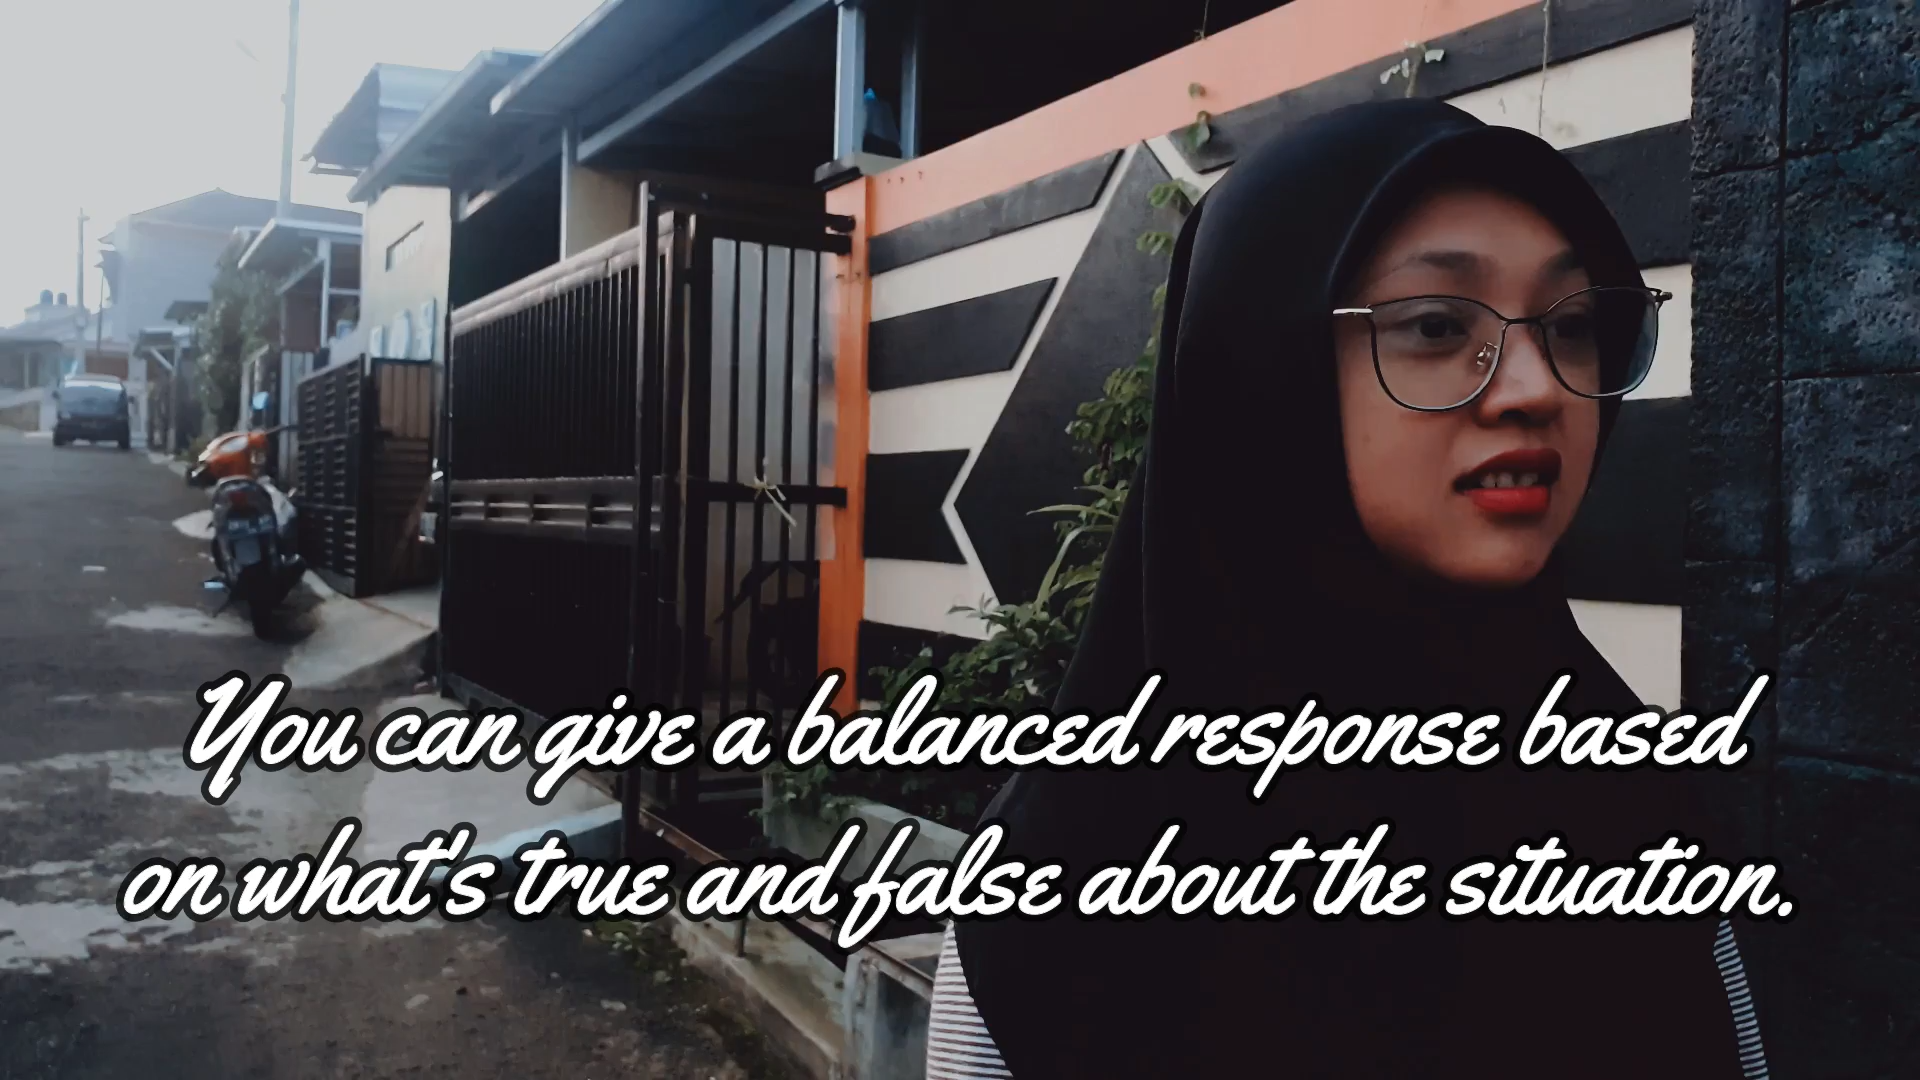 You can give a balanced response based
on what's true and false about the situation.